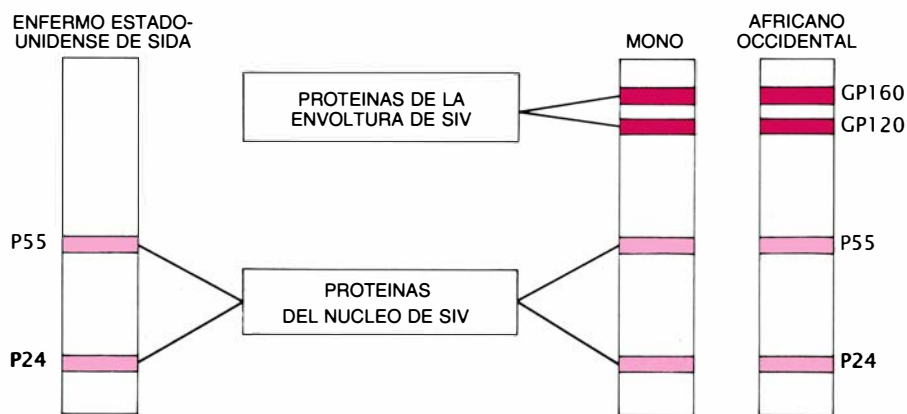 ENFERMO ESTADO-
UNIDENSE DE SIDA
MONO
AFRICANO
OCCIDENTAL
PROTEINAS DE LA
ENVOLTURA DE SIV
GP160
GP120
P55
P55
PROTEINAS
DEL NUCLEO DE SIV
P24
P24